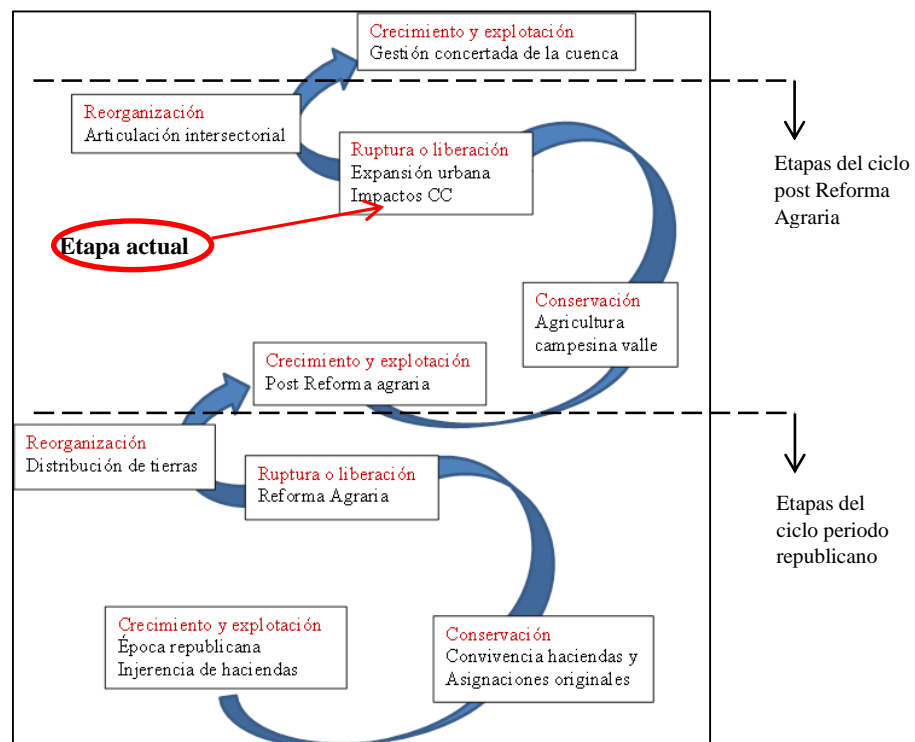 Crecimiento y explotación
Gestión concertada de la cuenca
Reorganización
Articulación intersectorial
Ruptura o liberación
Expansión urbana
Impactos CC
Etapas del ciclo
post Reforma
Agraria
Etapa actual
Conservación
Agricultura
campesina valle
Crecimiento y explotación
Post Reforma agraria
Reorganización
Distribución de tierras
Ruptura o liberación
Reforma Agraria
Etapas del
ciclo periodo
republicano
Crecimiento y explotación
Época republicana
Injerencia de haciendas
Conservación
Convivencia haciendas y
Asignaciones originales